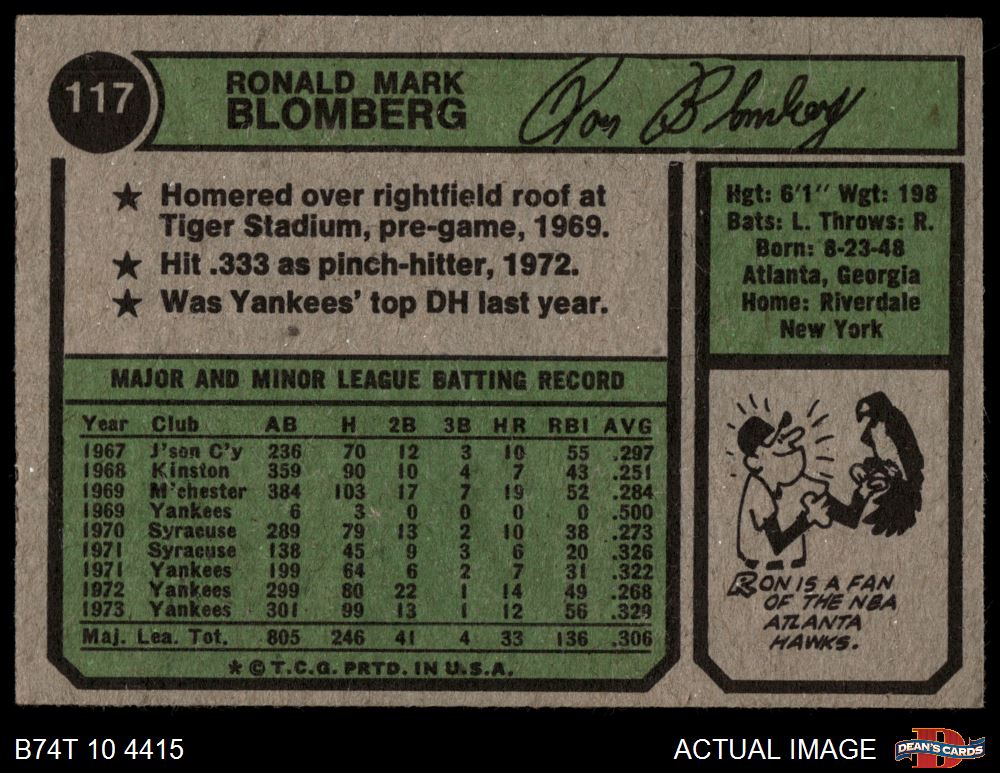 117
RONALD MARK
BLOMBERG
Ron Blomberg
★ Homered over rightfield roof at
Tiger Stadium, pre-game, 1969.
★ Hit .333 as pinch-hitter, 1972.
★ Was Yankees' top DH last year.
Hgt: 6'1" Wgt: 198
Bats: L. Throws: R.
Born: 8-23-48
Atlanta, Georgia
Home: Riverdale
New York
MAJOR AND MINOR LEAGUE BATTING RECORD
Year Club AB H 2B 3B HR RBI AVG
1967 J'son C'y 236 70 12 3 10 55 .297
1968 Kinston 359 90 10 4 7 43 .251
1969 M'chester 384 103 17 7 19 52 .284
1969 Yankees 6 3 0 0 0 0 .500
1970 Syracuse 289 79 13 2 10 38 .273
1971 Syracuse 138 45 9 3 6 20 .326
1971 Yankees 199 64 6 2 7 31 .322
1972 Yankees 299 80 22 1 14 49 .268
1973 Yankees 301 99 13 1 12 56 .329
Maj. Lea. Tot. 805 246 41 4 33 136 .306
* © T.C.G. PRTD. IN U.S.A.
RON IS A FAN
OF THE NBA
ATLANTA
HAWKS.
B74T 10 4415
ACTUAL IMAGE
DEAN'S CARDS